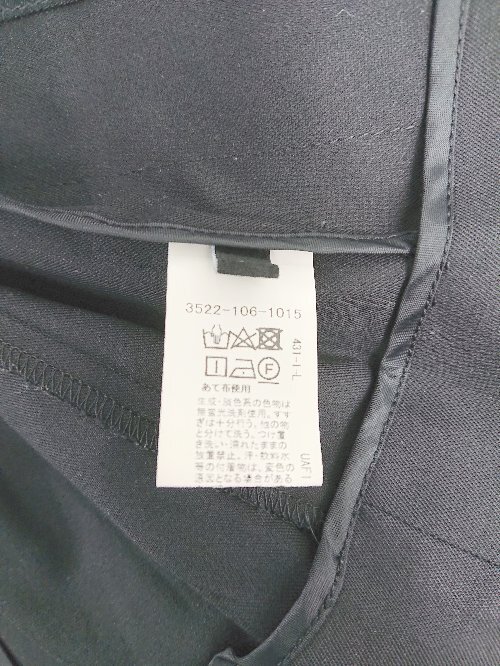 3522-106-1015
F
あて布使用
生成・淡色系の色物は
無蛍光洗剤使用。すす
ぎは十分行う。他の物
と分けて洗う。つけ置
き洗い・濡れたままの
放置禁止。汗・飲料水
等の付着物は、変色の
原因となる場合がある
431-I-L
UAF1